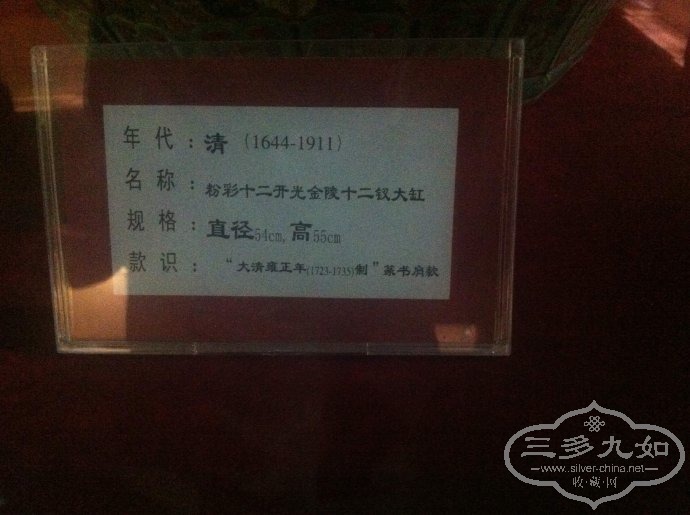 年 代：清 (1644-1911)
名 称：粉彩十二开光金陵十二钗大缸
规 格：直径54cm,高55cm
款 识：“大清雍正年(1723-1735)制”篆书肩款
三多九如
www.silver-china.net
收·藏·网